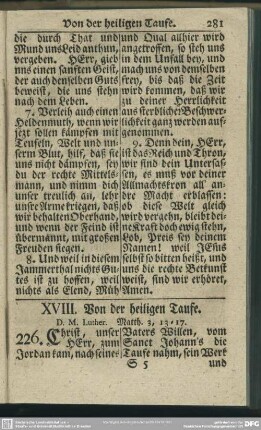 Von der heiligen Taufe. 281
die durch That und
Mund uns Leid anthun,
vergeben. HErr, gieb
uns einen sanften Geist,
der auch denselben Guts
beweist, die uns stehn
nach dem Leben.
7. Verleih auch einen
Heldenmuth, wenn wir
jezt sollen kämpfen mit
Teufeln, Welt und un-
serm Blut, hilf, daß sie
uns nicht dämpfen, sey
du der rechte Mittels
mann, und nimm dich
unser treulich an, lehr
unsre Arme kriegen, daß
wir behalten Oberhand,
und wenn der Feind ist
übermannt, mit großen
Freuden siegen.
8. Und weil in diesem
Jammerthal nichts Gu-
tes ist zu hoffen, weil
nichts als Elend, Müh
und Qual allhier wird
angetroffen, so steh uns
in dem Unfall bey, und
mach uns von demselben
frey, bis daß die Zeit
wird kommen, daß wir
zu deiner Herrlichkeit
aus sterblicher Beschwer-
lichkeit ganz werden auf-
genommen.
9. Denn dein, HErr,
ist das Reich und Thron,
wir sind dein Untersas-
sen, es muß vor deiner
Allmachtskron all' an-
dre Macht erblassen:
ob diese Welt gleich
wird vergehn, bleibt dei-
ne Kraft doch ewig stehn,
Lob, Preis sey deinem
Namen! weil JEsus
selbst so bitten heißt, und
uns die rechte Betkunst
weist, sind wir erhöret,
Amen.
XVIII. Von der heiligen Taufe.
D. M. Luther. Matth. 3, 13-17.
226. Christ, unser
HErr, zum
Jordan kam, nach seines
Vaters Willen, vom
Sanct Johann's die
Taufe nahm, sein Werk
S 5 und